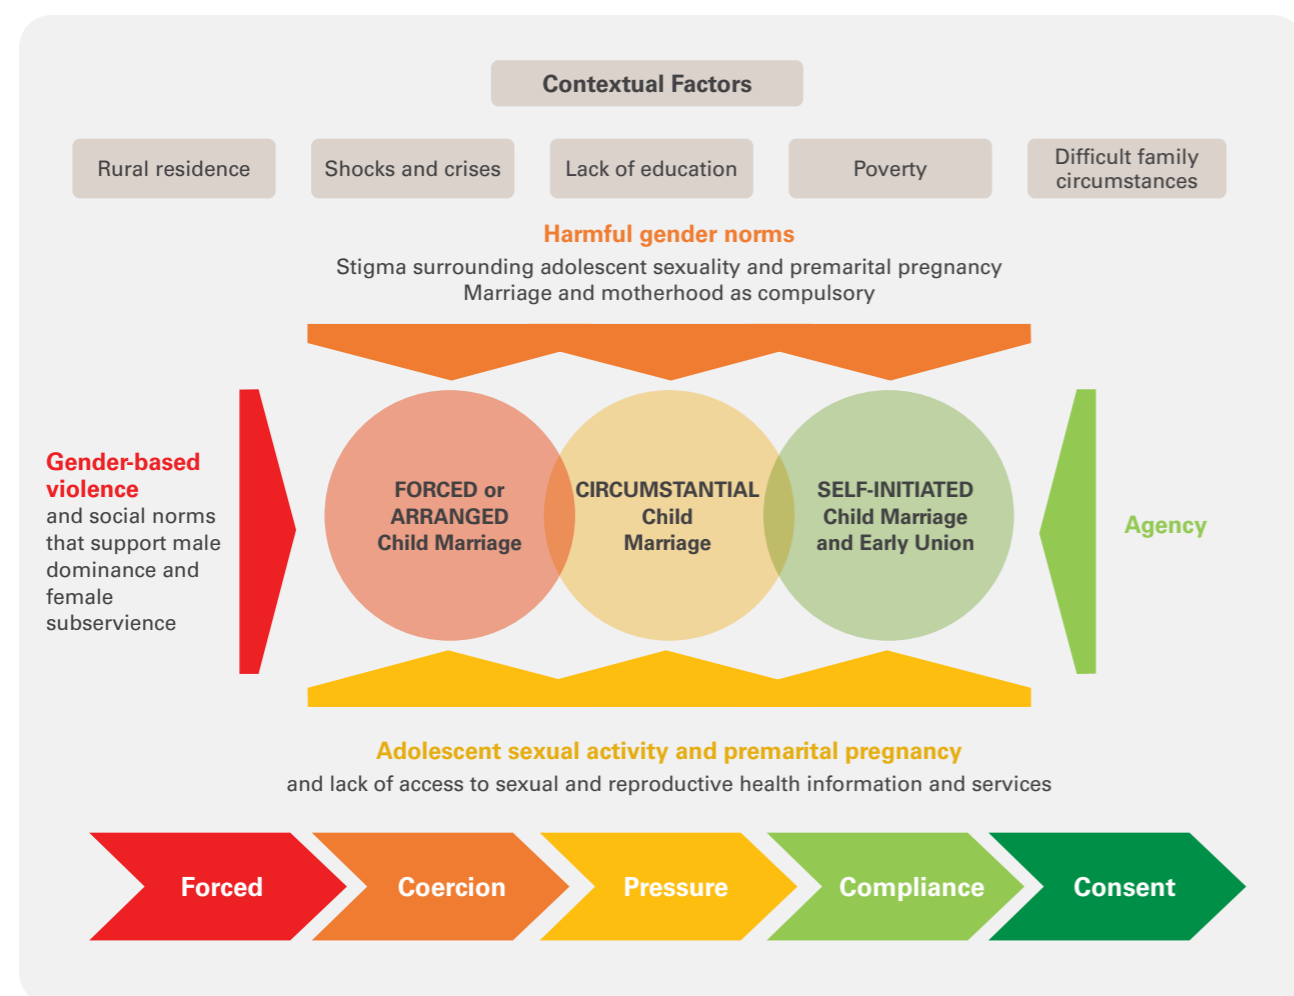 Contextual Factors
Rural residence
Shocks and crises
Lack of education
Poverty
Difficult family
circumstances
Harmful gender norms
Stigma surrounding adolescent sexuality and premarital pregnancy
Marriage and motherhood as compulsory
Gender-based
violence
and social norms
that support male
dominance and
female
subservience
FORCED or
ARRANGED
Child Marriage
CIRCUMSTANTIAL
Child
Marriage
SELF-INITIATED
Child Marriage
and Early Union
Agency
Adolescent sexual activity and premarital pregnancy
and lack of access to sexual and reproductive health information and services
Forced
Coercion
Pressure
Compliance
Consent